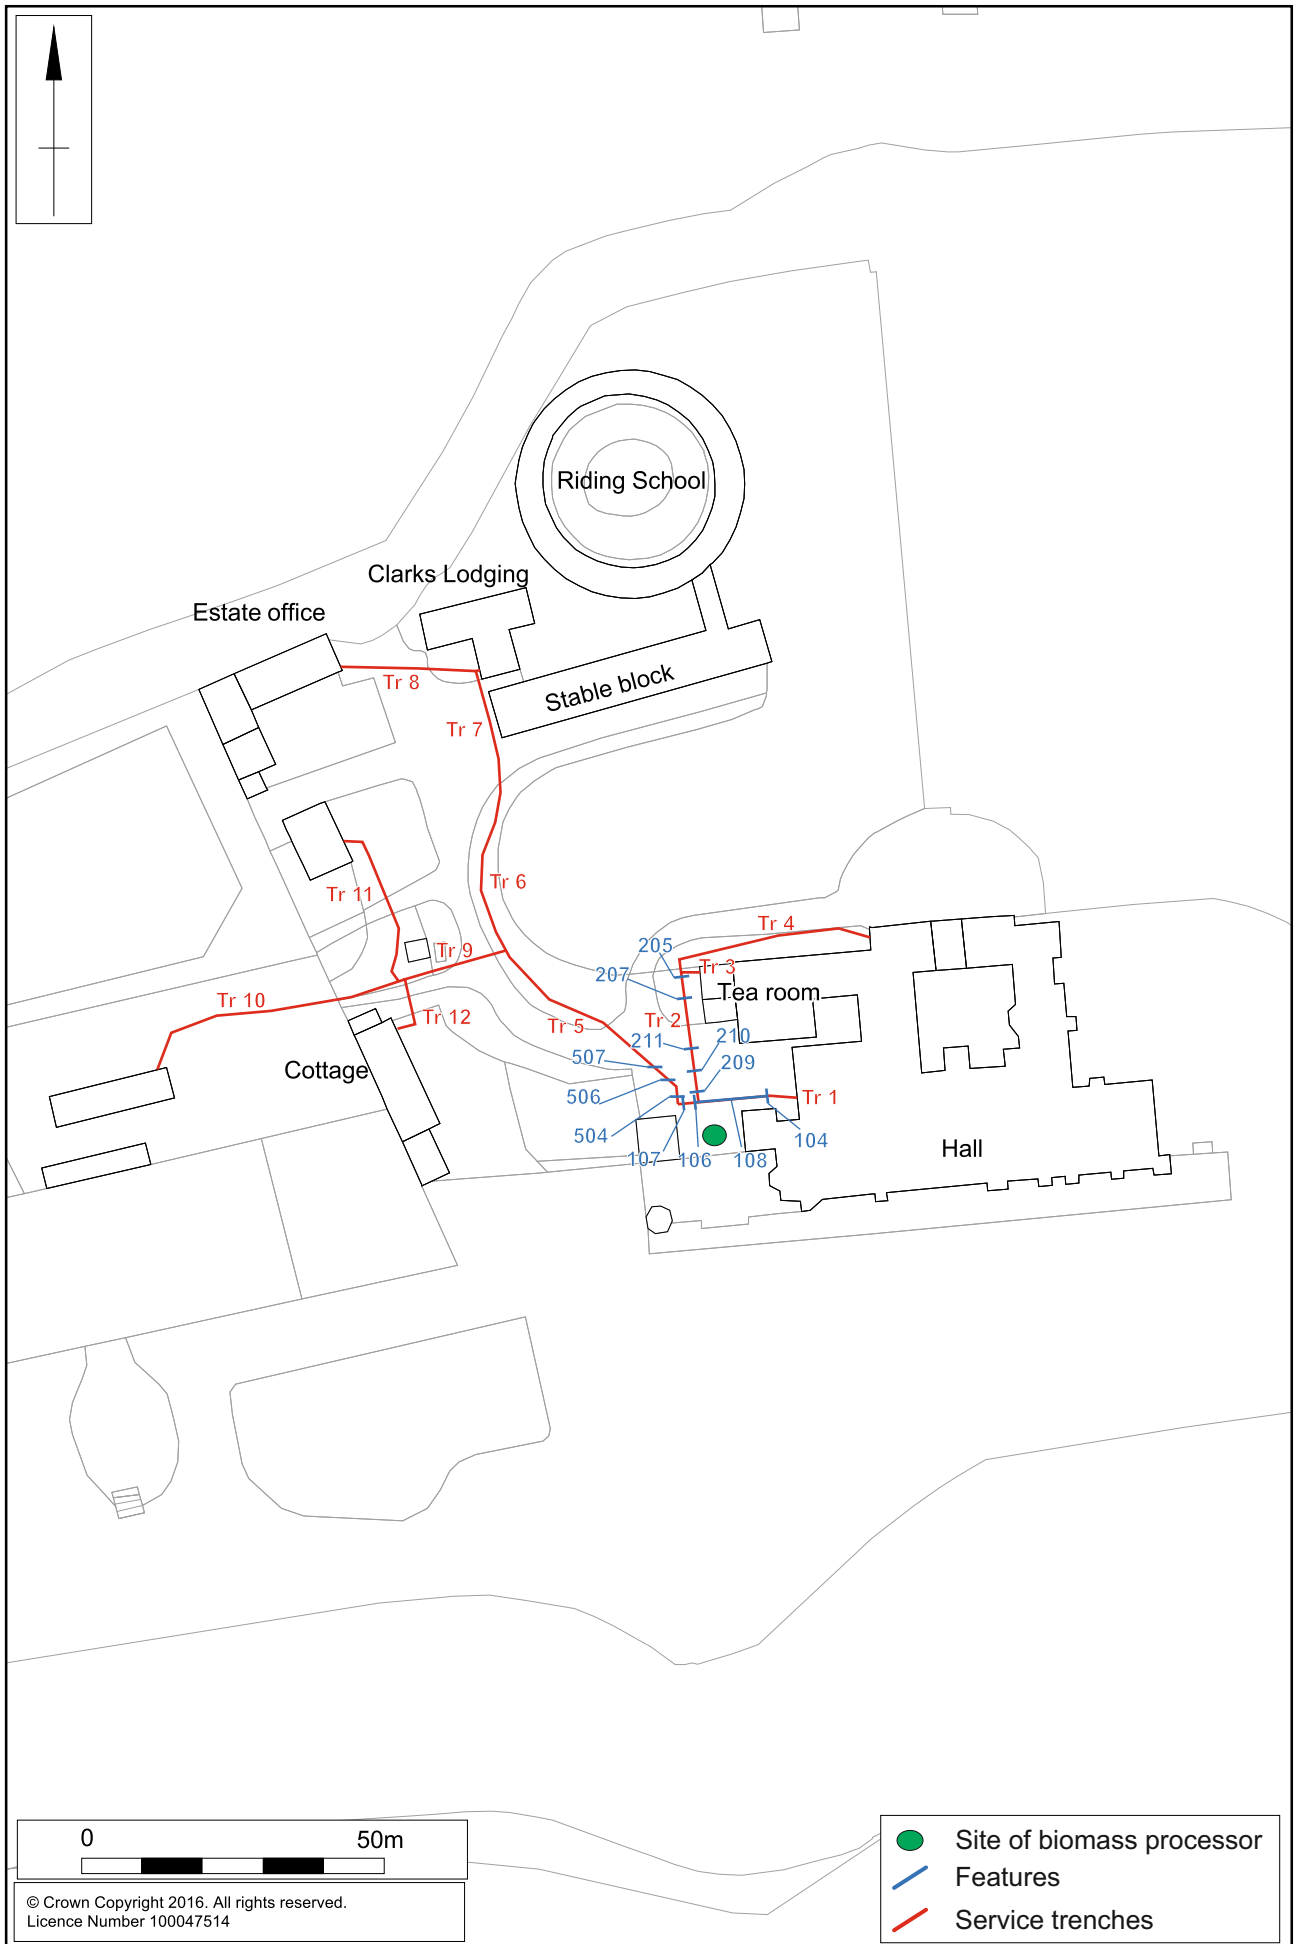 Riding School
Clarks Lodging
Estate office
Tr 8
Stable block
Tr 7
Tr 11
Tr 6
Tr 4
205
Tr 9
Tr 3
207
Tea room
Tr 10
Tr 12
Tr 5
Tr 2
211
210
507
209
Cottage
506
Tr 1
504
104
107
106
108
Hall
0
50m
© Crown Copyright 2016. All rights reserved.
Licence Number 100047514
Site of biomass processor
Features
Service trenches